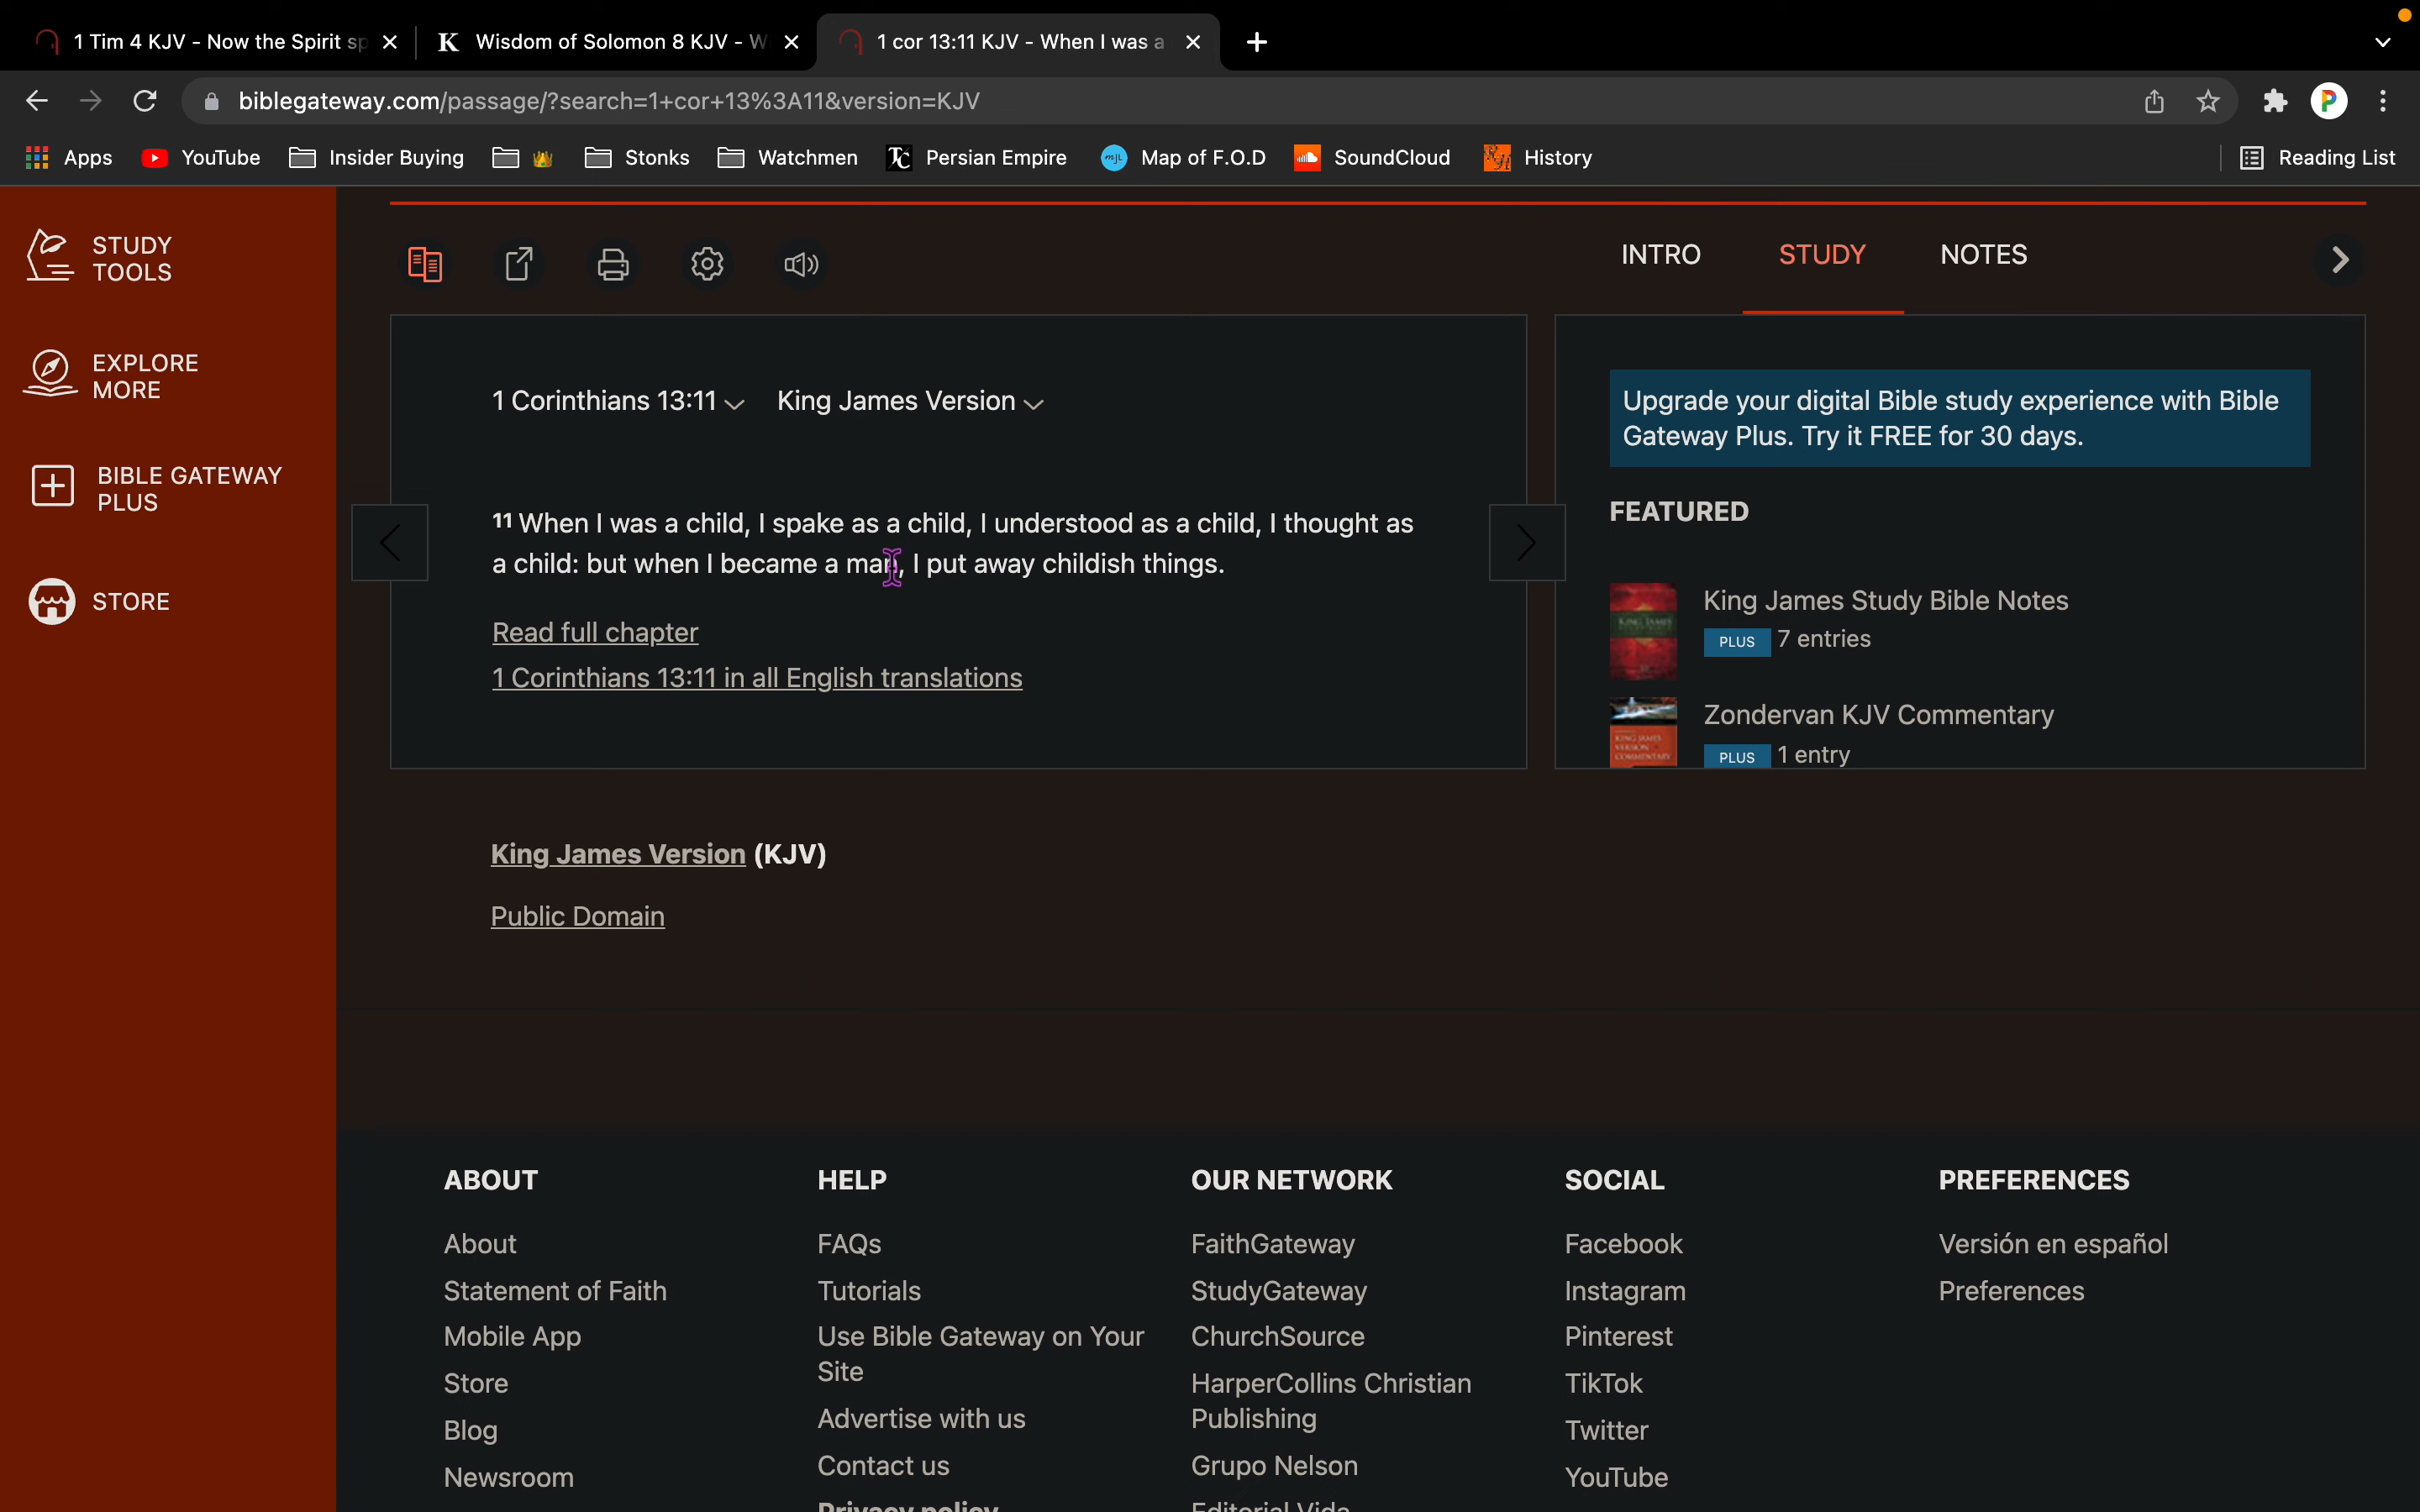 1 Tim 4 KJV - Now the Spirit sp
Wisdom of Solomon 8 KJV - W
1 cor 13:11 KJV - When I was a
biblegateway.com/passage/?search=1+cor+13%3A11&version=KJV
P
Apps
YouTube
Insider Buying
Stonks
Watchmen
Persian Empire
Map of F.O.D
SoundCloud
History
Reading List
STUDY
TOOLS
EXPLORE
MORE
BIBLE GATEWAY
PLUS
STORE
INTRO
STUDY
NOTES
1 Corinthians 13:11
King James Version
11 When I was a child, I spake as a child, I understood as a child, I thought as
a child: but when I became a man, I put away childish things.
Read full chapter
1 Corinthians 13:11 in all English translations
Upgrade your digital Bible study experience with Bible
Gateway Plus. Try it FREE for 30 days.
FEATURED
King James Study Bible Notes
PLUS 7 entries
Zondervan KJV Commentary
PLUS 1 entry
King James Version (KJV)
Public Domain
ABOUT
About
Statement of Faith
Mobile App
Store
Blog
Newsroom
HELP
FAQs
Tutorials
Use Bible Gateway on Your
Site
Advertise with us
Contact us
Privacy policy
OUR NETWORK
FaithGateway
StudyGateway
ChurchSource
HarperCollins Christian
Publishing
Grupo Nelson
Editorial Vida
SOCIAL
Facebook
Instagram
Pinterest
TikTok
Twitter
YouTube
PREFERENCES
Versión en español
Preferences